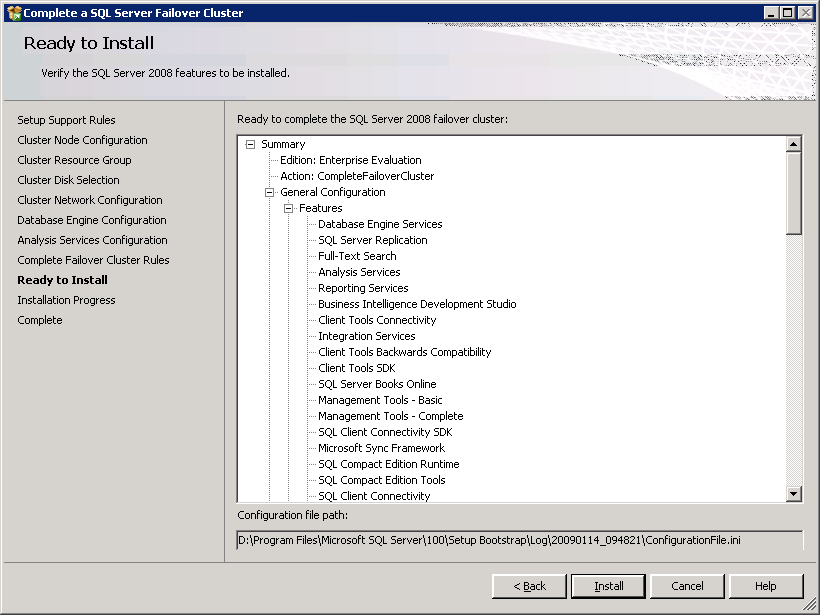 Complete a SQL Server Failover Cluster
Ready to Install
Verify the SQL Server 2008 features to be installed.
Setup Support Rules
Cluster Node Configuration
Cluster Resource Group
Cluster Disk Selection
Cluster Network Configuration
Database Engine Configuration
Analysis Services Configuration
Complete Failover Cluster Rules
Ready to Install
Installation Progress
Complete
Ready to complete the SQL Server 2008 failover cluster:
Summary
Edition: Enterprise Evaluation
Action: CompleteFailoverCluster
General Configuration
Features
Database Engine Services
SQL Server Replication
Full-Text Search
Analysis Services
Reporting Services
Business Intelligence Development Studio
Client Tools Connectivity
Integration Services
Client Tools Backwards Compatibility
Client Tools SDK
SQL Server Books Online
Management Tools - Basic
Management Tools - Complete
SQL Client Connectivity SDK
Microsoft Sync Framework
SQL Compact Edition Runtime
SQL Compact Edition Tools
SQL Client Connectivity
Configuration file path:
D:\Program Files\Microsoft SQL Server\100\Setup Bootstrap\Log\20090114_094821\ConfigurationFile.ini
< Back
Install
Cancel
Help